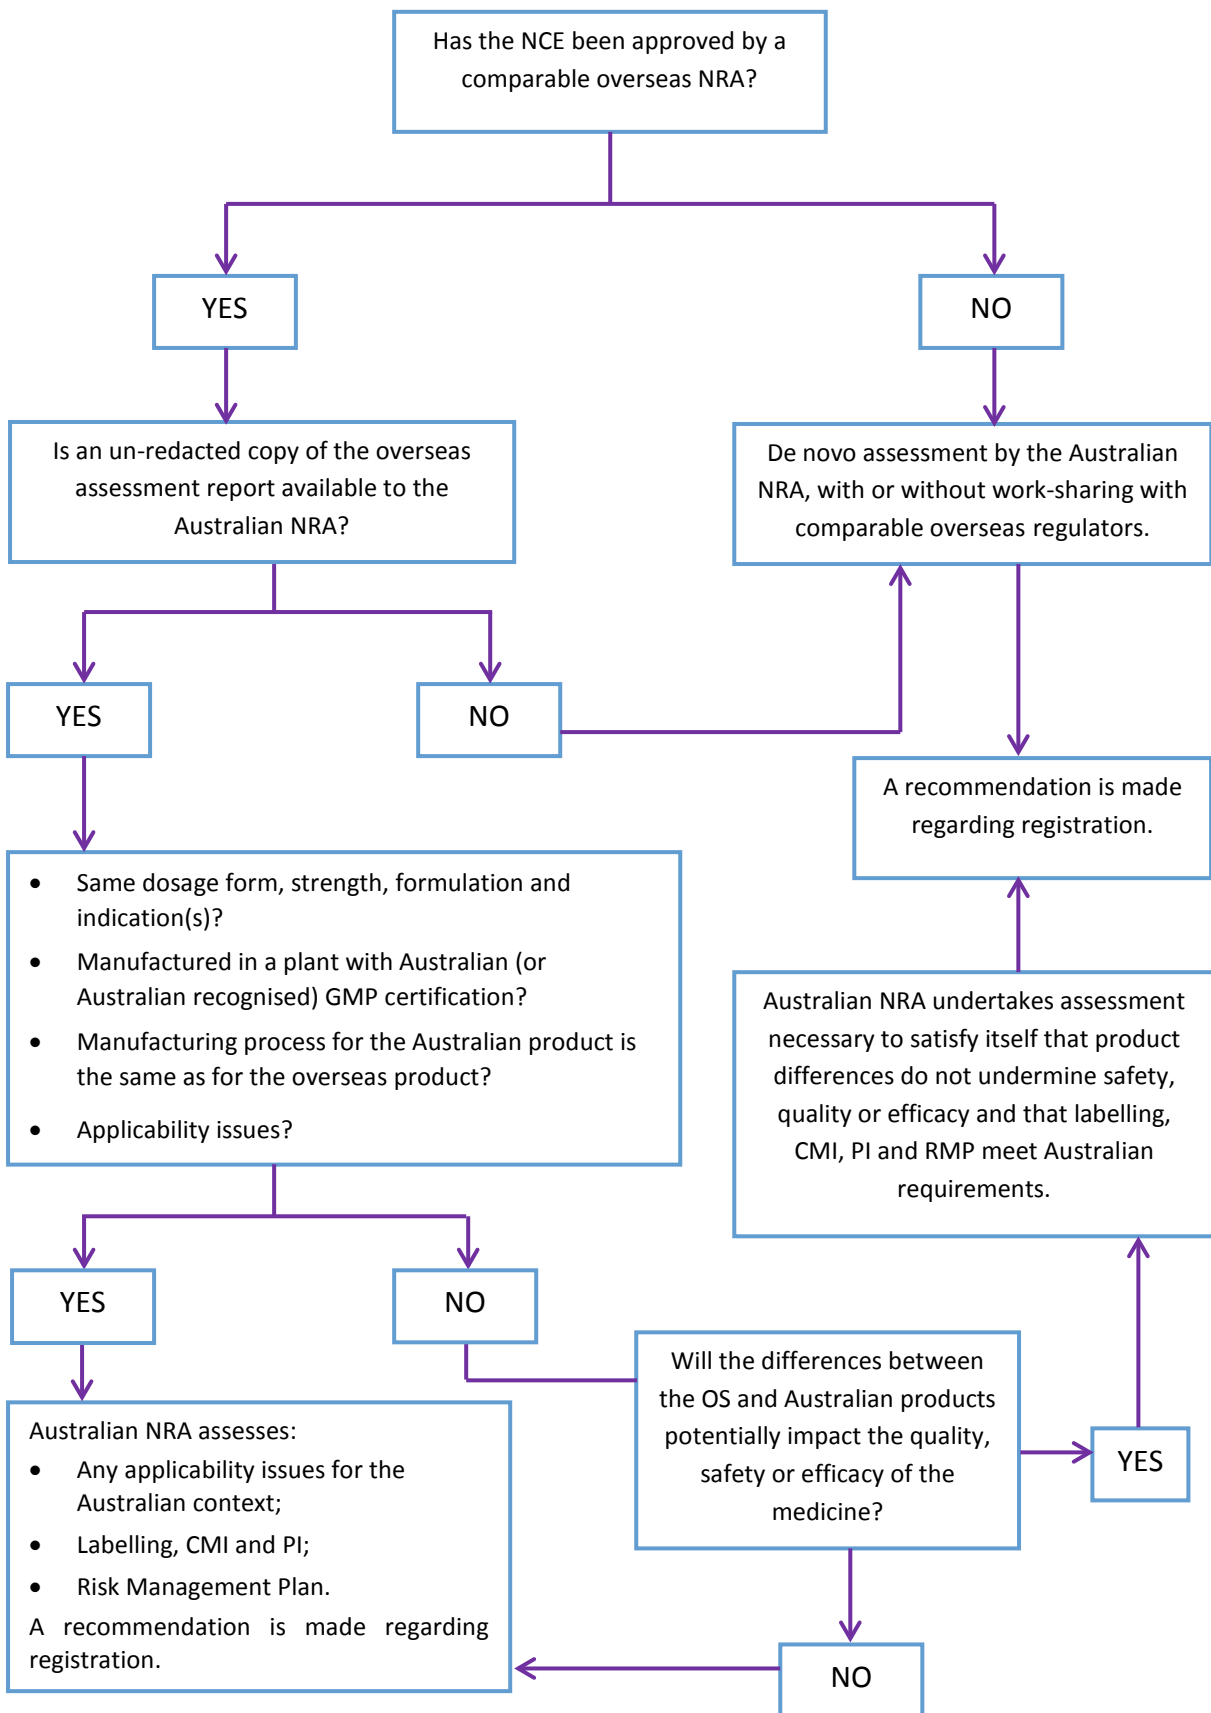 Has the NCE been approved by a
comparable overseas NRA?
YES
NO
Is an un-redacted copy of the overseas
assessment report available to the
Australian NRA?
De novo assessment by the Australian
NRA, with or without work-sharing with
comparable overseas regulators.
YES
NO
A recommendation is made
regarding registration.
• Same dosage form, strength, formulation and
indication(s)?
• Manufactured in a plant with Australian (or
Australian recognised) GMP certification?
• Manufacturing process for the Australian product is
the same as for the overseas product?
• Applicability issues?
Australian NRA undertakes assessment
necessary to satisfy itself that product
differences do not undermine safety,
quality or efficacy and that labelling,
CMI, PI and RMP meet Australian
requirements.
YES
NO
Will the differences between
the OS and Australian products
potentially impact the quality,
safety or efficacy of the
medicine?
YES
Australian NRA assesses:
• Any applicability issues for the
Australian context;
• Labelling, CMI and PI;
• Risk Management Plan.
A recommendation is made regarding
registration.
NO